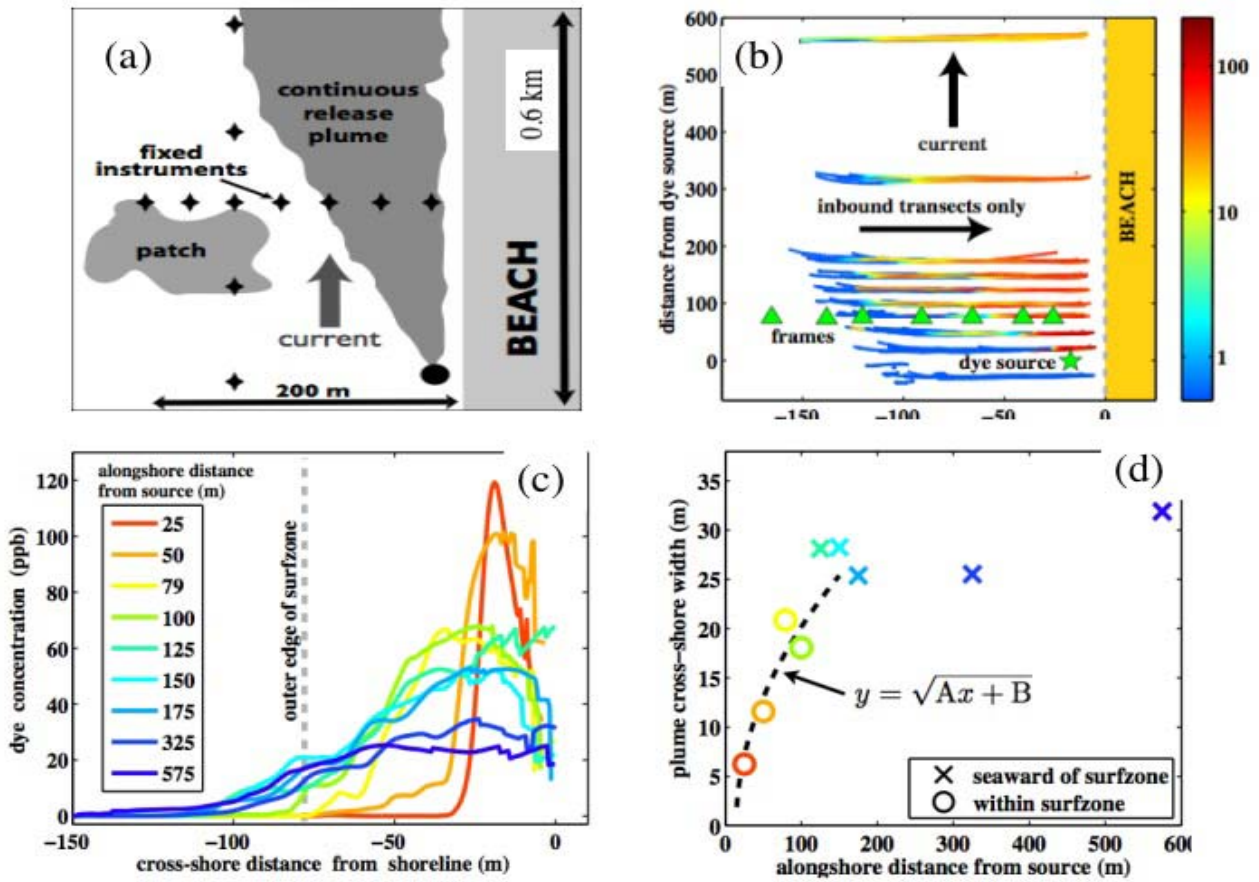 (a)
continuous
release
plume
0.6 km
fixed
instruments
patch
BEACH
current
200 m
(b)
600
500
400
300
200
100
0
distance from dye source (m)
current
inbound transects only
frames
dye source
BEACH
−150
−100
−50
0
100
10
1
(c)
120
100
80
60
40
20
0
dye concentration (ppb)
alongshore distance
from source (m)
25
50
79
100
125
150
175
325
575
outer edge of surfzone
−150
−100
−50
0
cross−shore distance from shoreline (m)
(d)
35
30
25
20
15
10
5
0
plume cross−shore width (m)
y = √Ax + B
seaward of surfzone
within surfzone
0 100 200 300 400 500 600
alongshore distance from source (m)